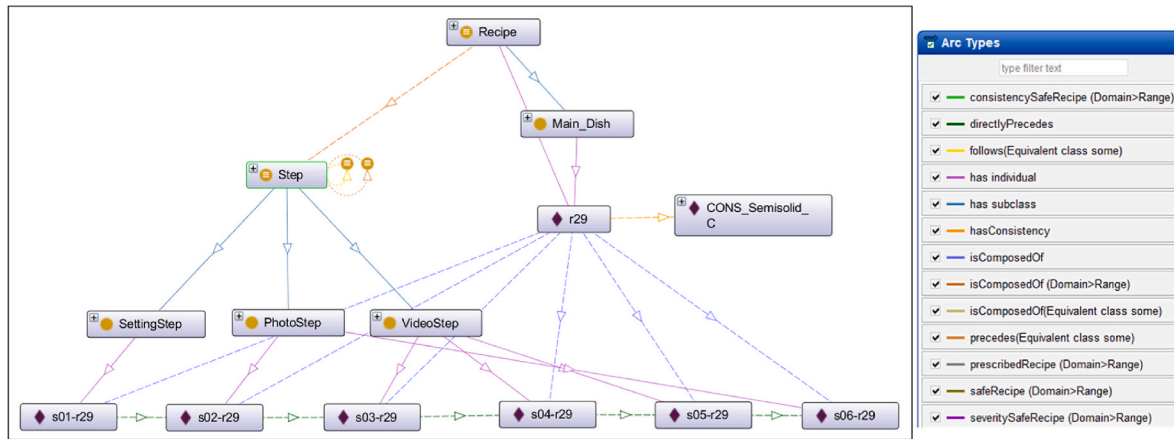 Recipe
Main_Dish
Step
r29
CONS_Semisolid_
C
SettingStep
PhotoStep
VideoStep
s01-r29
s02-r29
s03-r29
s04-r29
s05-r29
s06-r29
Arc Types
type filter text
consistencySafeRecipe (Domain>Range)
directlyPrecedes
follows(Equivalent class some)
has individual
has subclass
hasConsistency
isComposedOf
isComposedOf (Domain>Range)
isComposedOf(Equivalent class some)
precedes(Equivalent class some)
prescribedRecipe (Domain>Range)
safeRecipe (Domain>Range)
severitySafeRecipe (Domain>Range)